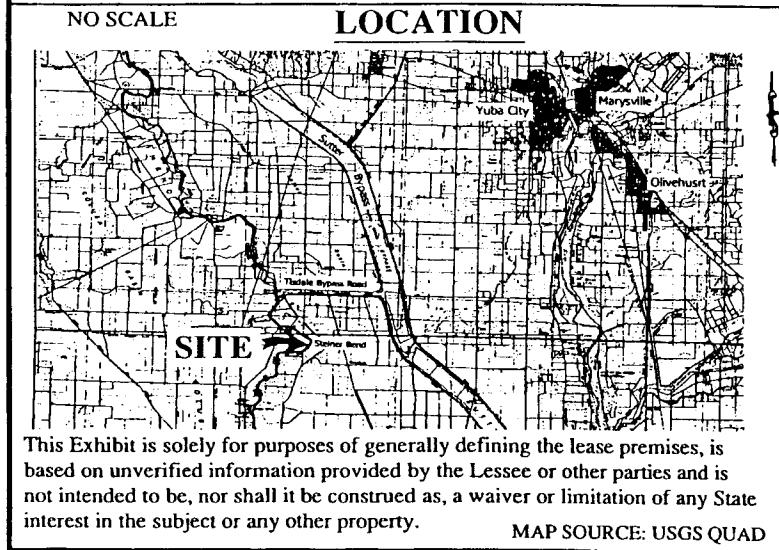 NO SCALE
LOCATION
Yuba City
Marysville
Olivehusrt
Sutter Bypass
Tisdale Bypass Road
SITE
Steiner Bend
This Exhibit is solely for purposes of generally defining the lease premises, is
based on unverified information provided by the Lessee or other parties and is
not intended to be, nor shall it be construed as, a waiver or limitation of any State
interest in the subject or any other property.
MAP SOURCE: USGS QUAD